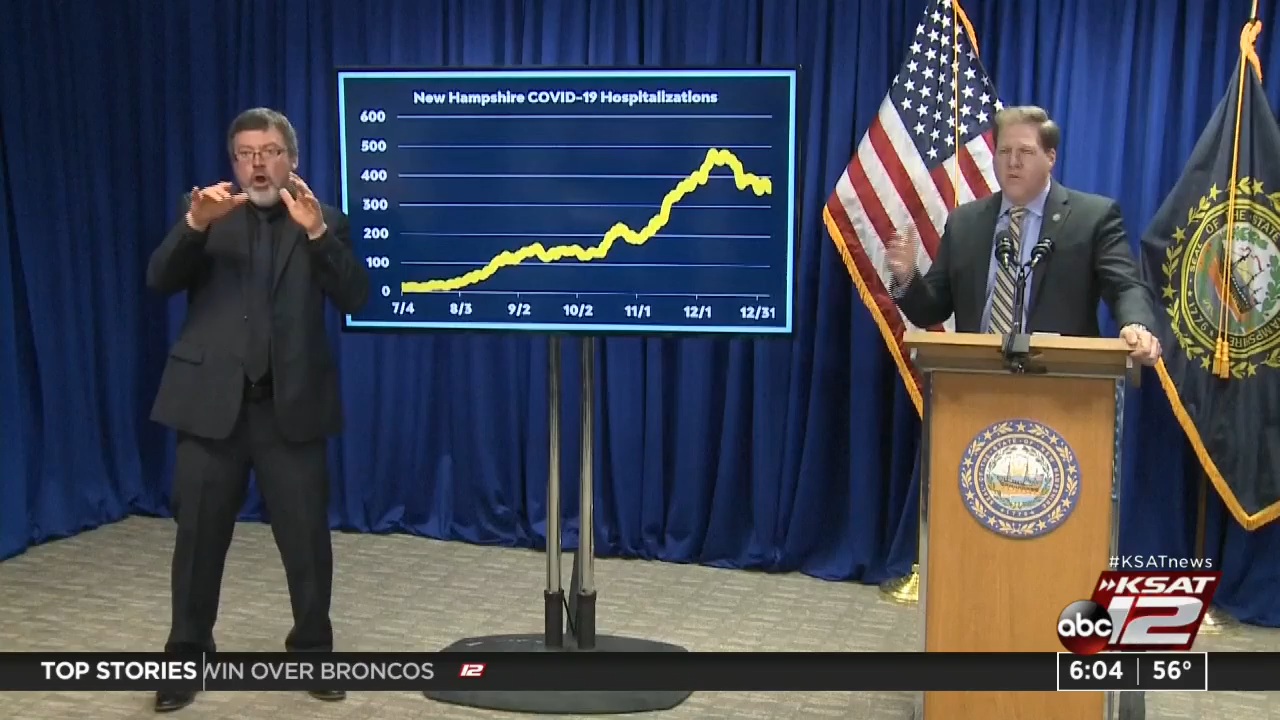 New Hampshire COVID-19 Hospitalizations
600
500
400
300
200
100
0
7/4 8/3 9/2 10/2 11/1 12/1 12/31
#KSATnews
KSAT
abc 12
TOP STORIES WIN OVER BRONCOS 12
6:04 56°